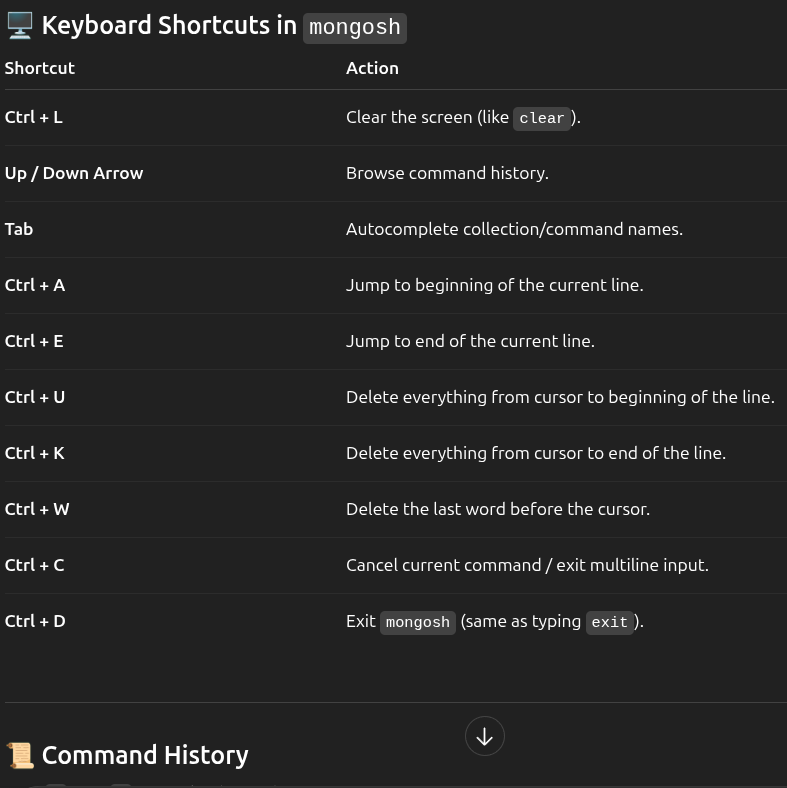 🖥️ Keyboard Shortcuts in mongosh
Shortcut Action
Ctrl + L Clear the screen (like clear).
Up / Down Arrow Browse command history.
Tab Autocomplete collection/command names.
Ctrl + A Jump to beginning of the current line.
Ctrl + E Jump to end of the current line.
Ctrl + U Delete everything from cursor to beginning of the line.
Ctrl + K Delete everything from cursor to end of the line.
Ctrl + W Delete the last word before the cursor.
Ctrl + C Cancel current command / exit multiline input.
Ctrl + D Exit mongosh (same as typing exit).
📜 Command History